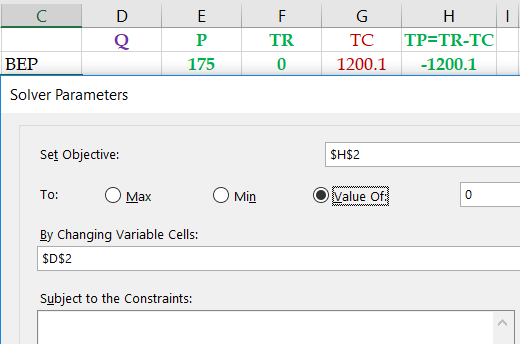 C D E F G H I
Q P TR TC TP=TR-TC
BEP 175 0 1200.1 -1200.1
Solver Parameters
Set Objective: $H$2
To: Max Min Value Of: 0
By Changing Variable Cells:
$D$2
Subject to the Constraints: